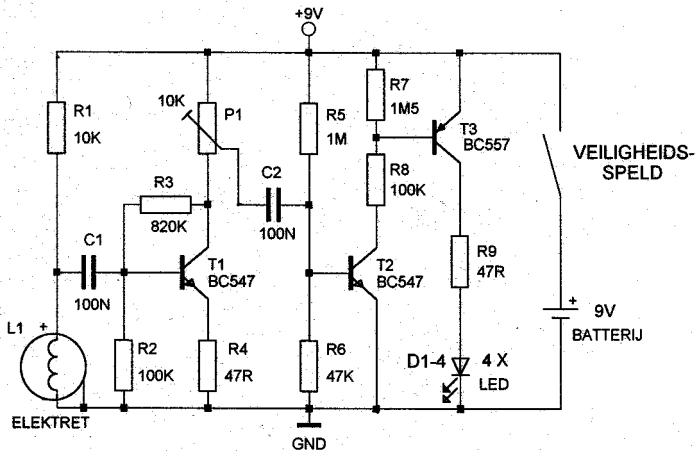 +9V
R1
10K
10K
P1
R5
1M
R7
1M5
T3
BC557
VEILIGHEIDS-
SPELD
R3
820K
C2
100N
R8
100K
C1
100N
T1
BC547
T2
BC547
R9
47R
L1
+
R2
100K
R4
47R
R6
47K
D1-4
4 X
LED
+
9V
BATTERIJ
ELEKTRET
GND